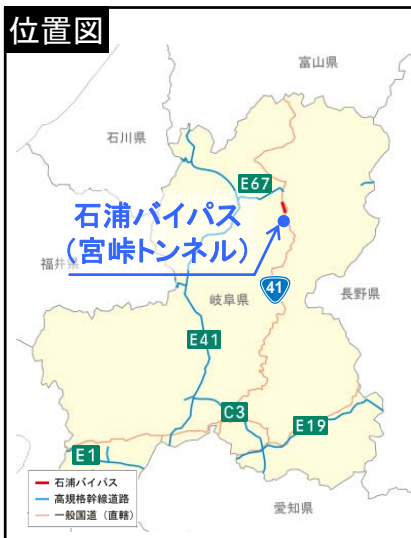 位置図
富山県
石川県
E67
石浦バイパス
(宮峠トンネル)
福井県
岐阜県
41
長野県
E41
C3
E19
E1
石浦バイパス
高規格幹線道路
一般国道(直轄)
愛知県